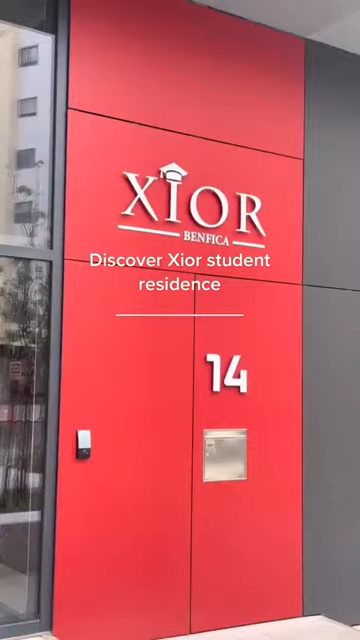 XIOR
BENFICA
Discover Xior student
residence
14